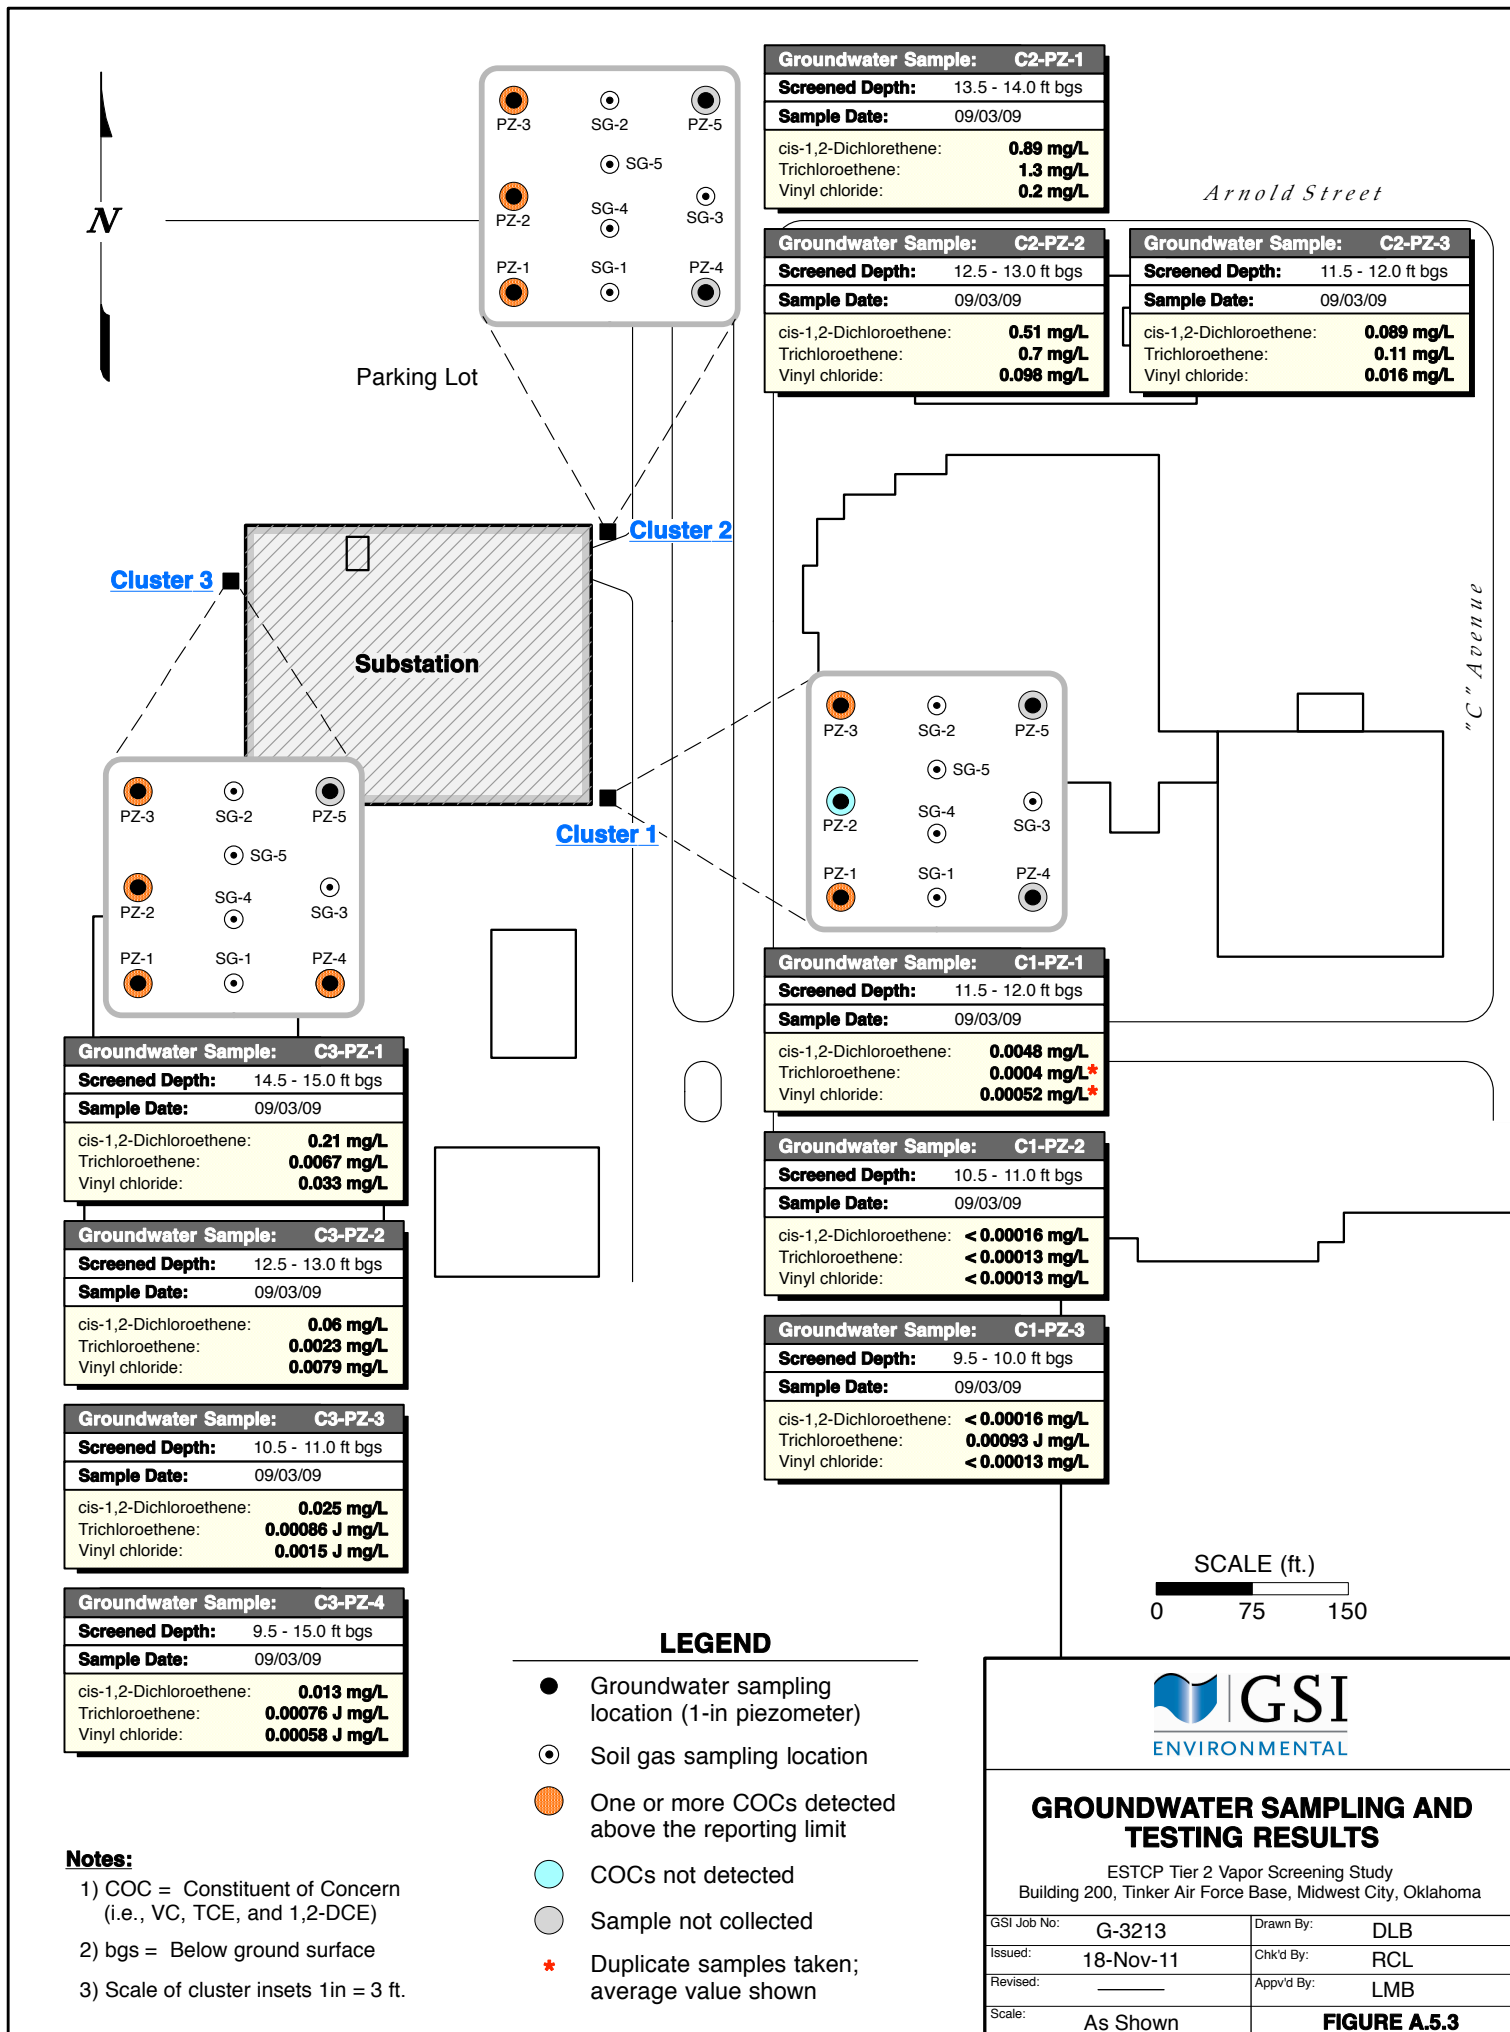 N
PZ-3 SG-2 PZ-5
SG-5
PZ-2 SG-4 SG-3
PZ-1 SG-1 PZ-4
Groundwater Sample: C2-PZ-1
Screened Depth: 13.5 - 14.0 ft bgs
Sample Date: 09/03/09
cis-1,2-Dichlorethene: 0.89 mg/L
Trichloroethene: 1.3 mg/L
Vinyl chloride: 0.2 mg/L
Arnold Street
Groundwater Sample: C2-PZ-2
Screened Depth: 12.5 - 13.0 ft bgs
Sample Date: 09/03/09
cis-1,2-Dichloroethene: 0.51 mg/L
Trichloroethene: 0.7 mg/L
Vinyl chloride: 0.098 mg/L
Groundwater Sample: C2-PZ-3
Screened Depth: 11.5 - 12.0 ft bgs
Sample Date: 09/03/09
cis-1,2-Dichloroethene: 0.089 mg/L
Trichloroethene: 0.11 mg/L
Vinyl chloride: 0.016 mg/L
Parking Lot
Cluster 2
Cluster 3
Substation
"C" Avenue
Cluster 1
PZ-3 SG-2 PZ-5
SG-5
PZ-2 SG-4 SG-3
PZ-1 SG-1 PZ-4
PZ-3 SG-2 PZ-5
SG-5
PZ-2 SG-4 SG-3
PZ-1 SG-1 PZ-4
Groundwater Sample: C1-PZ-1
Screened Depth: 11.5 - 12.0 ft bgs
Sample Date: 09/03/09
cis-1,2-Dichloroethene: 0.0048 mg/L
Trichloroethene: 0.0004 mg/L*
Vinyl chloride: 0.00052 mg/L*
Groundwater Sample: C1-PZ-2
Screened Depth: 10.5 - 11.0 ft bgs
Sample Date: 09/03/09
cis-1,2-Dichloroethene: < 0.00016 mg/L
Trichloroethene: < 0.00013 mg/L
Vinyl chloride: < 0.00013 mg/L
Groundwater Sample: C1-PZ-3
Screened Depth: 9.5 - 10.0 ft bgs
Sample Date: 09/03/09
cis-1,2-Dichloroethene: < 0.00016 mg/L
Trichloroethene: 0.00093 J mg/L
Vinyl chloride: < 0.00013 mg/L
Groundwater Sample: C3-PZ-1
Screened Depth: 14.5 - 15.0 ft bgs
Sample Date: 09/03/09
cis-1,2-Dichloroethene: 0.21 mg/L
Trichloroethene: 0.0067 mg/L
Vinyl chloride: 0.033 mg/L
Groundwater Sample: C3-PZ-2
Screened Depth: 12.5 - 13.0 ft bgs
Sample Date: 09/03/09
cis-1,2-Dichloroethene: 0.06 mg/L
Trichloroethene: 0.0023 mg/L
Vinyl chloride: 0.0079 mg/L
Groundwater Sample: C3-PZ-3
Screened Depth: 10.5 - 11.0 ft bgs
Sample Date: 09/03/09
cis-1,2-Dichloroethene: 0.025 mg/L
Trichloroethene: 0.00086 J mg/L
Vinyl chloride: 0.0015 J mg/L
Groundwater Sample: C3-PZ-4
Screened Depth: 9.5 - 15.0 ft bgs
Sample Date: 09/03/09
cis-1,2-Dichloroethene: 0.013 mg/L
Trichloroethene: 0.00076 J mg/L
Vinyl chloride: 0.00058 J mg/L
Notes:
1) COC = Constituent of Concern
(i.e., VC, TCE, and 1,2-DCE)
2) bgs = Below ground surface
3) Scale of cluster insets 1in = 3 ft.
LEGEND
Groundwater sampling
location (1-in piezometer)
Soil gas sampling location
One or more COCs detected
above the reporting limit
COCs not detected
Sample not collected
* Duplicate samples taken;
average value shown
SCALE (ft.)
0 75 150
GSI
ENVIRONMENTAL
GROUNDWATER SAMPLING AND
TESTING RESULTS
ESTCP Tier 2 Vapor Screening Study
Building 200, Tinker Air Force Base, Midwest City, Oklahoma
GSI Job No: G-3213 Drawn By: DLB
Issued: 18-Nov-11 Chk'd By: RCL
Revised: Appv'd By: LMB
Scale: As Shown FIGURE A.5.3